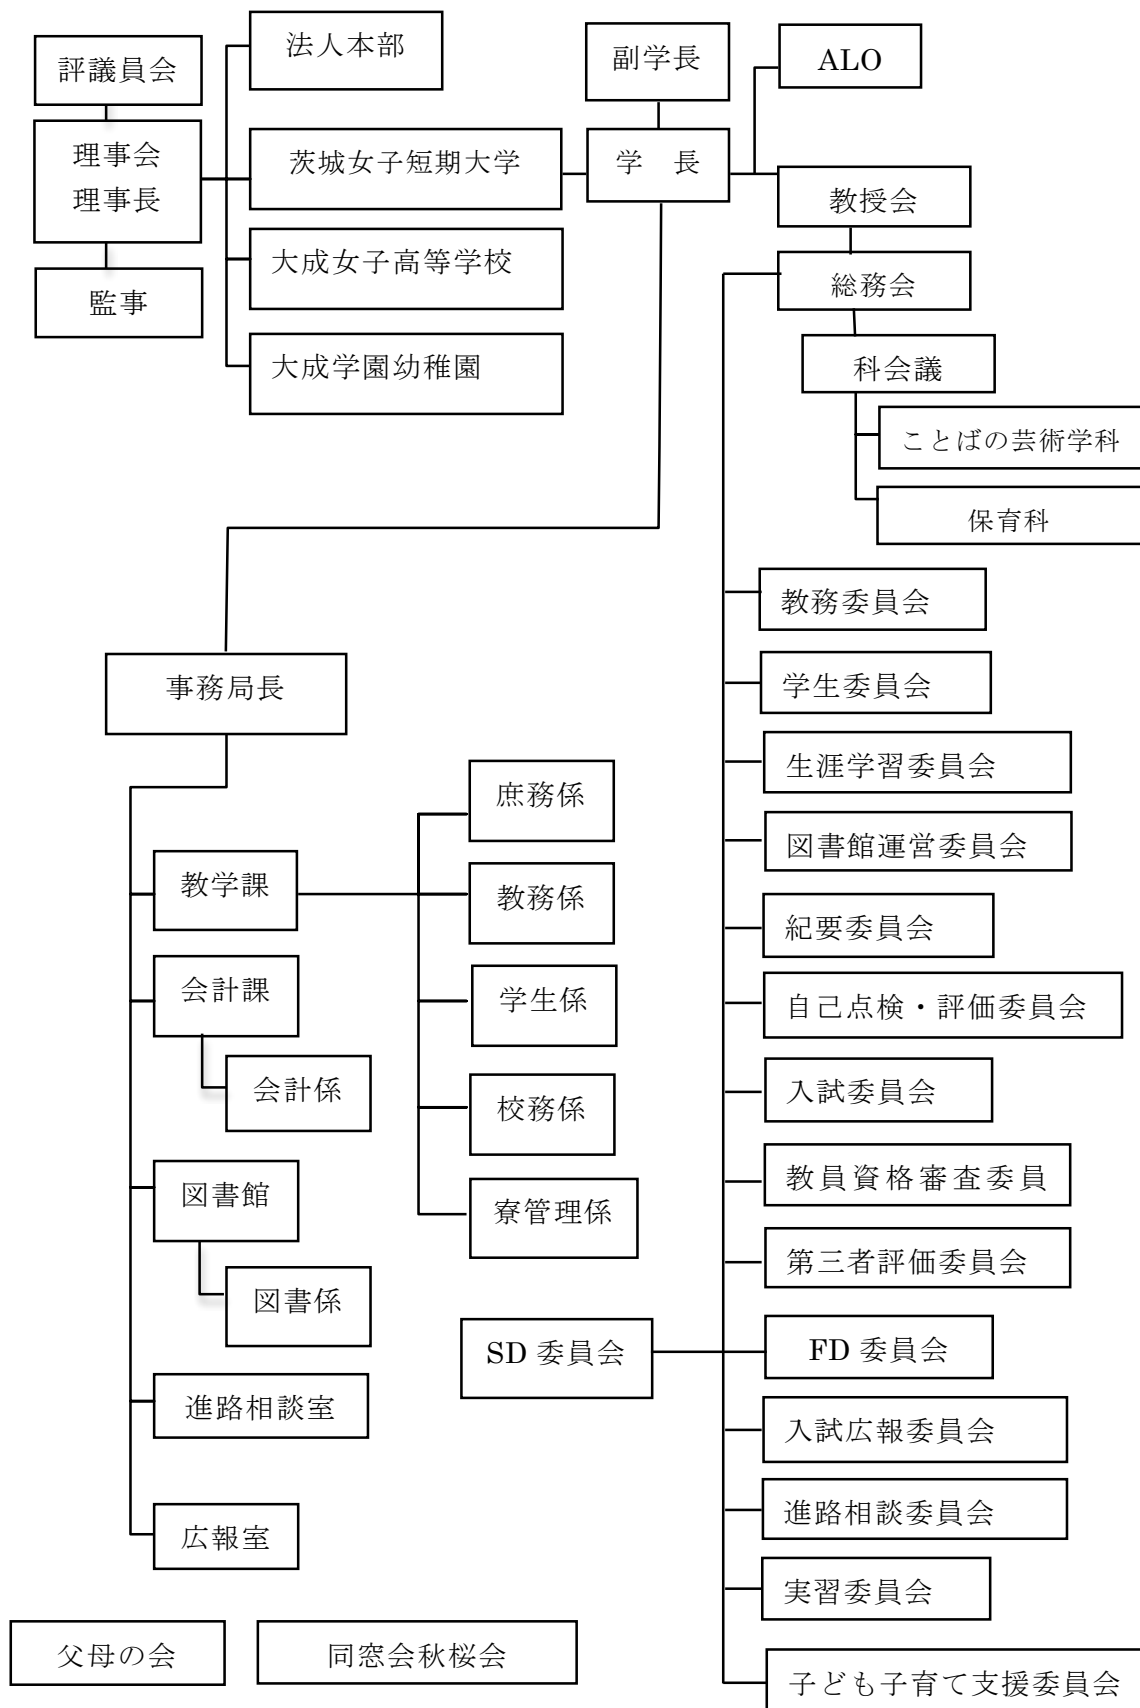 評議員会
理事会
理事長
監事
法人本部
茨城女子短期大学
大成女子高等学校
大成学園幼稚園
副学長
学　長
ALO
教授会
総務会
科会議
ことばの芸術学科
保育科
事務局長
教学課
会計課
会計係
図書館
図書係
進路相談室
広報室
庶務係
教務係
学生係
校務係
寮管理係
教務委員会
学生委員会
生涯学習委員会
図書館運営委員会
紀要委員会
自己点検・評価委員会
入試委員会
教員資格審査委員
第三者評価委員会
SD 委員会
FD 委員会
入試広報委員会
進路相談委員会
実習委員会
子ども子育て支援委員会
父母の会
同窓会秋桜会